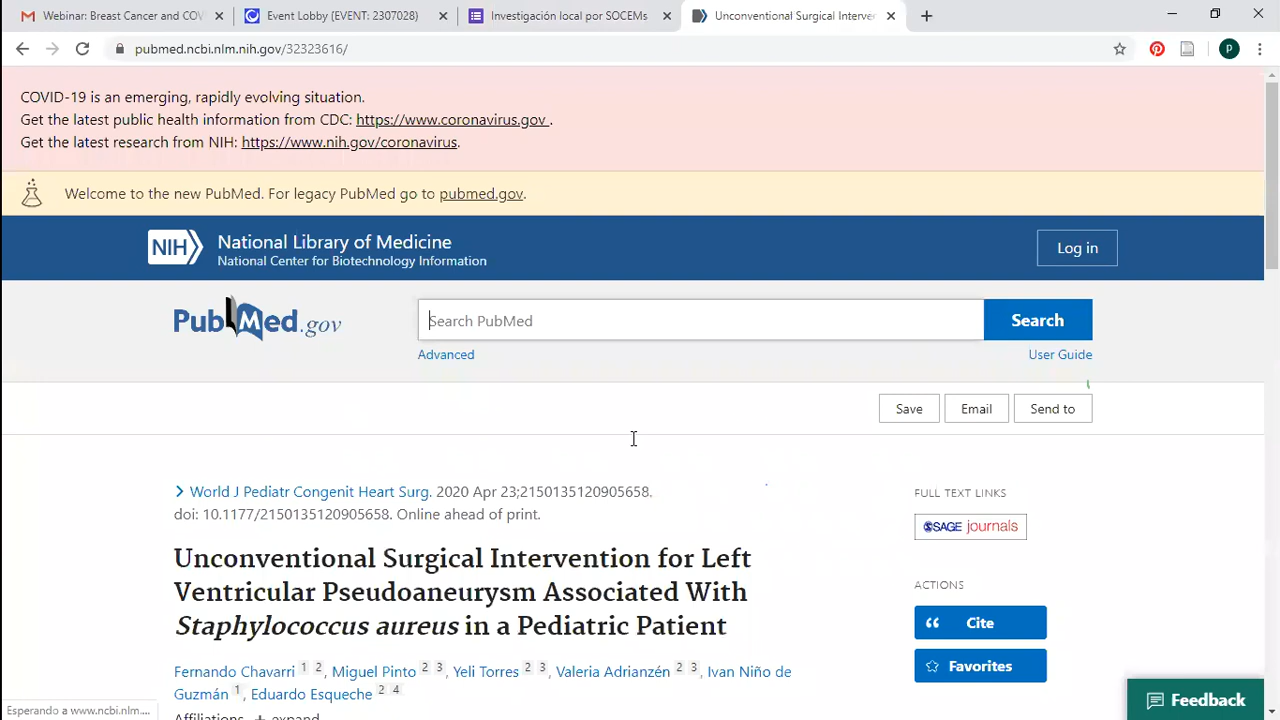 Webinar: Breast Cancer and COV
Event Lobby (EVENT: 2307028)
Investigación local por SOCEMs
Unconventional Surgical Interver
pubmed.ncbi.nlm.nih.gov/32323616/
COVID-19 is an emerging, rapidly evolving situation.
Get the latest public health information from CDC: https://www.coronavirus.gov .
Get the latest research from NIH: https://www.nih.gov/coronavirus.
Welcome to the new PubMed. For legacy PubMed go to pubmed.gov.
NIH National Library of Medicine
National Center for Biotechnology Information
Log in
PubMed.gov
Search PubMed
Search
Advanced
User Guide
Save
Email
Send to
World J Pediatr Congenit Heart Surg. 2020 Apr 23;2150135120905658.
doi: 10.1177/2150135120905658. Online ahead of print.
Unconventional Surgical Intervention for Left
Ventricular Pseudoaneurysm Associated With
Staphylococcus aureus in a Pediatric Patient
Fernando Chavarri 1 2, Miguel Pinto 2 3, Yeli Torres 2 3, Valeria Adrianzén 2 3, Ivan Niño de
Guzmán 1, Eduardo Esqueche 2 4
Affiliations + expand
FULL TEXT LINKS
SAGE journals
ACTIONS
Cite
Favorites
Feedback
Esperando a www.ncbi.nlm....